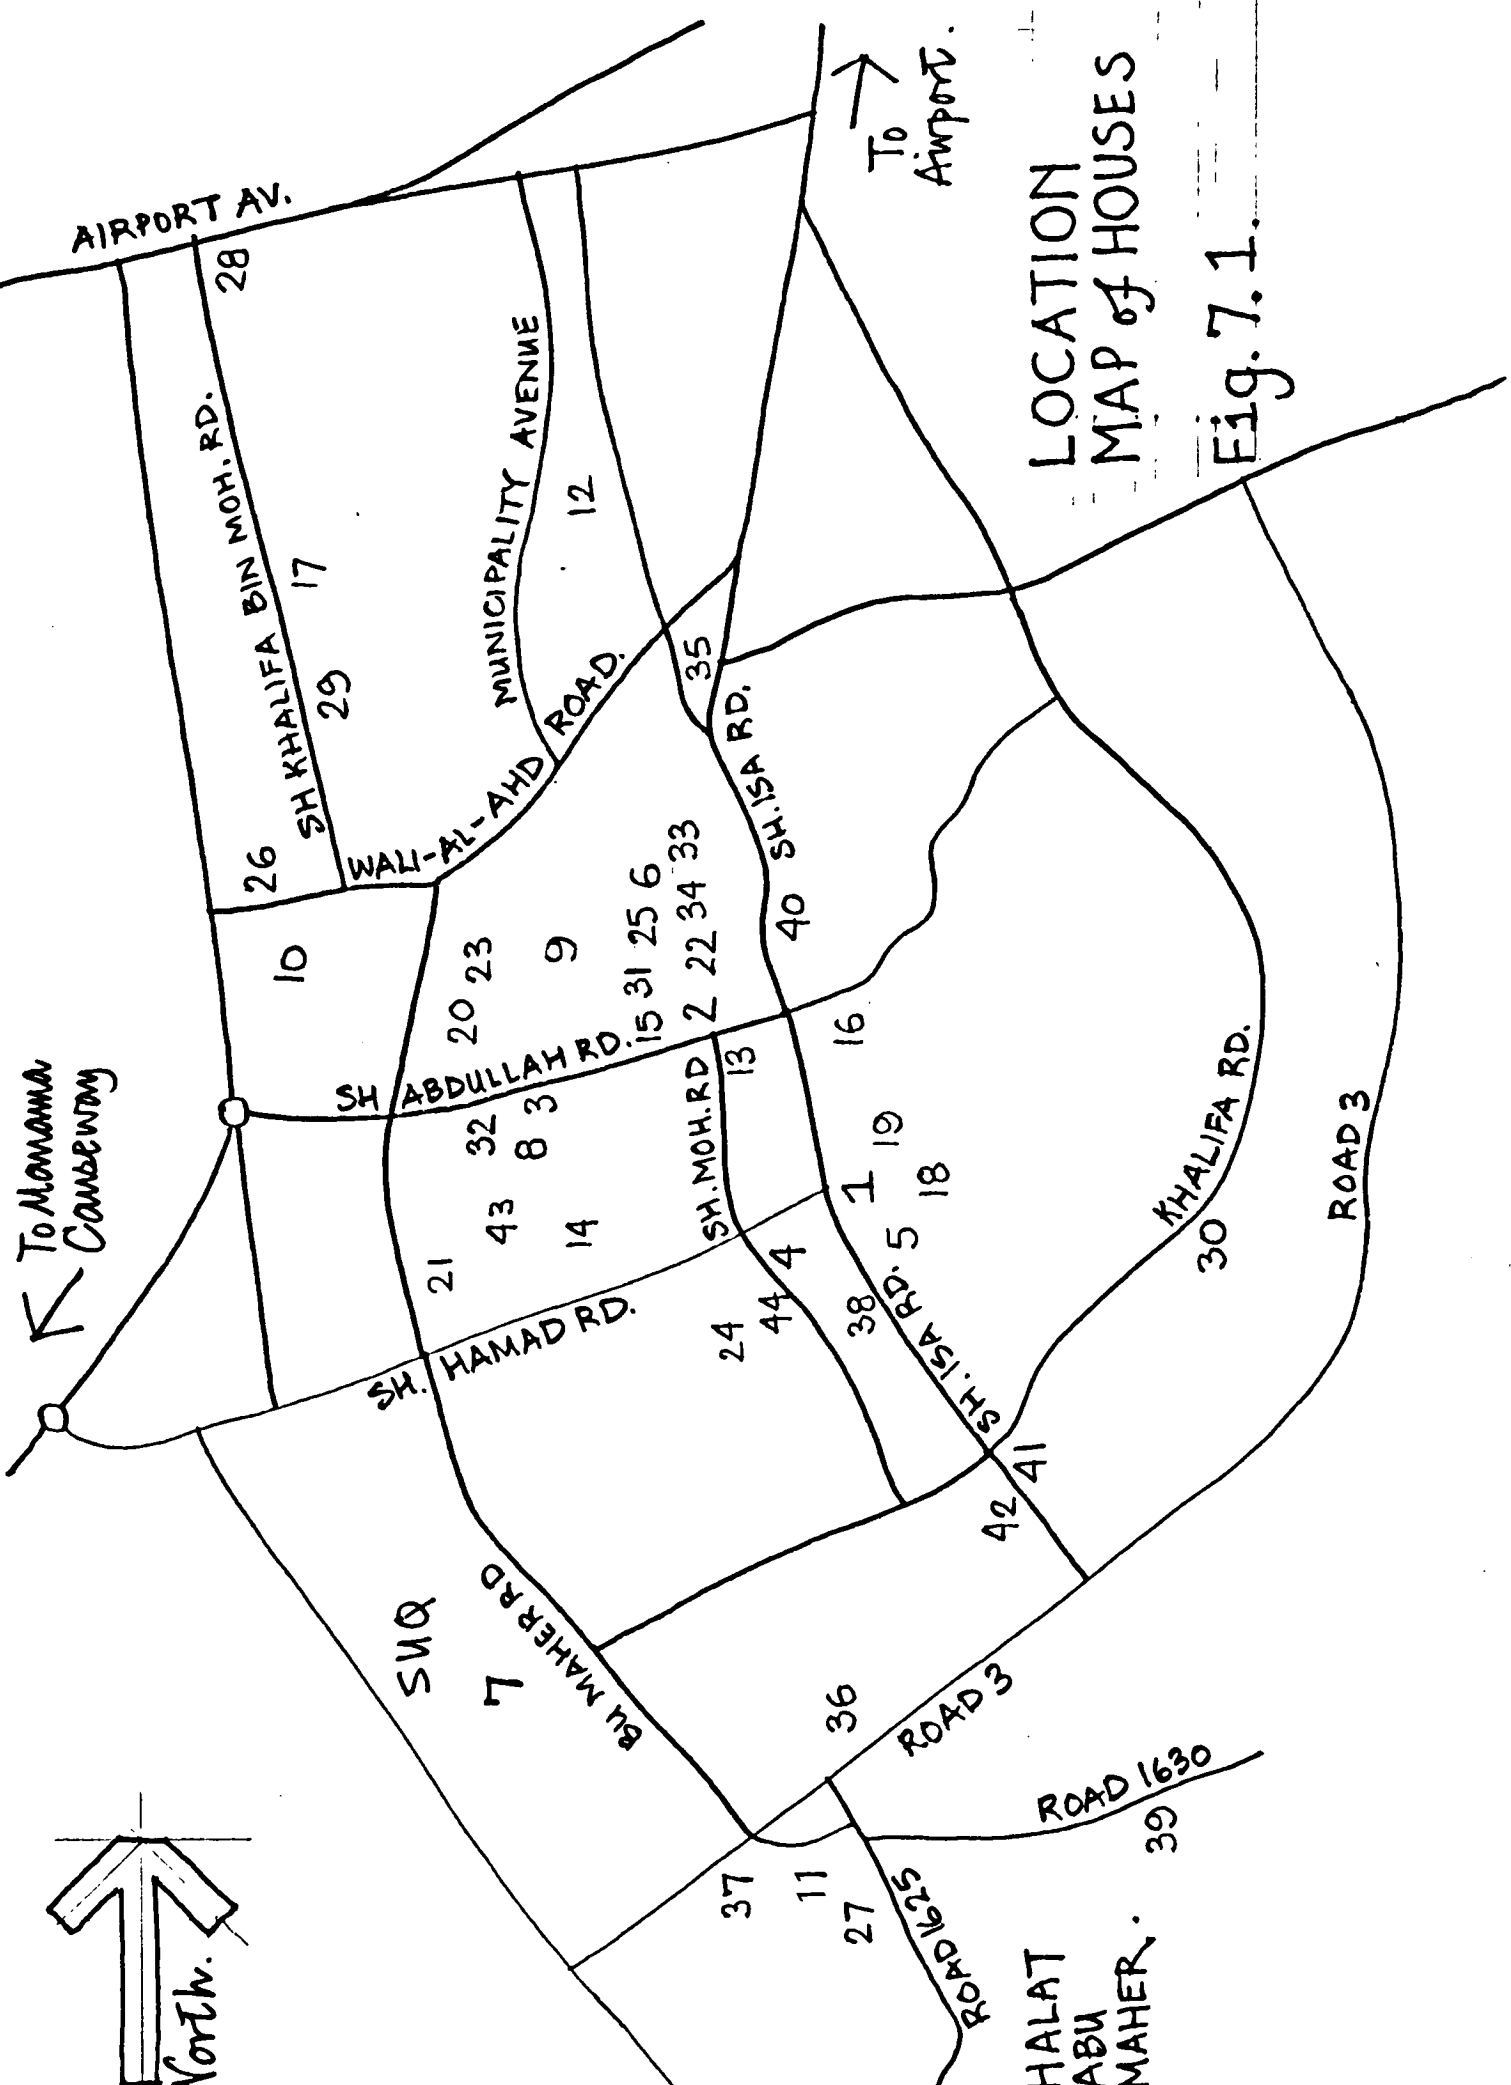 AIRPORT AV.
28
SH KHALIFA BIN MOH. RD.
17
29
26
10
MUNICIPALITY AVENUE
12
WALI-AL-AHD ROAD.
35
SH. ISA RD.
To
Airport.
LOCATION
MAP of HOUSES
Fig. 7. 1.
To Manama
Causeway
SH ABDULLAH RD.
20 23
9
15 31 25 6
2 22 34 33
40
16
13
SH. MOH. RD
32
8 3
43
14
21
SH. HAMAD RD.
24
44 4
38
1 19
5 18
SH. ISA RD.
KHALIFA RD.
30
ROAD 3
41
42
SUQ
7
BU MAHER RD
36
ROAD 3
37
11
27
ROAD 1625
ROAD 1630
39
HALAT
ABU
MAHER.
North.